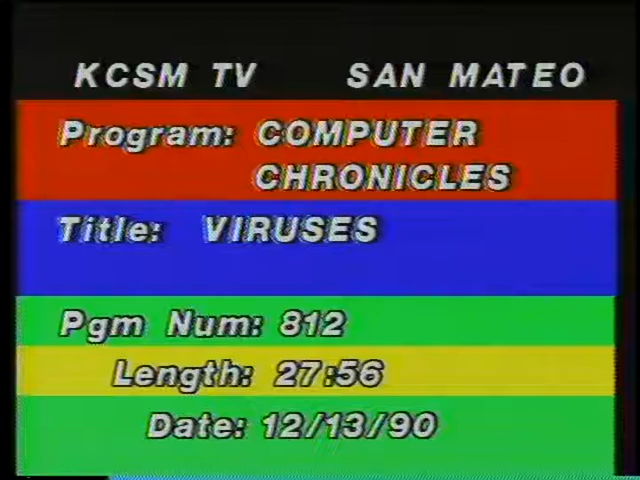 KCSM TV SAN MATEO
Program: COMPUTER
CHRONICLES
Title: VIRUSES
Pgm Num: 812
Length: 27:56
Date: 12/13/90